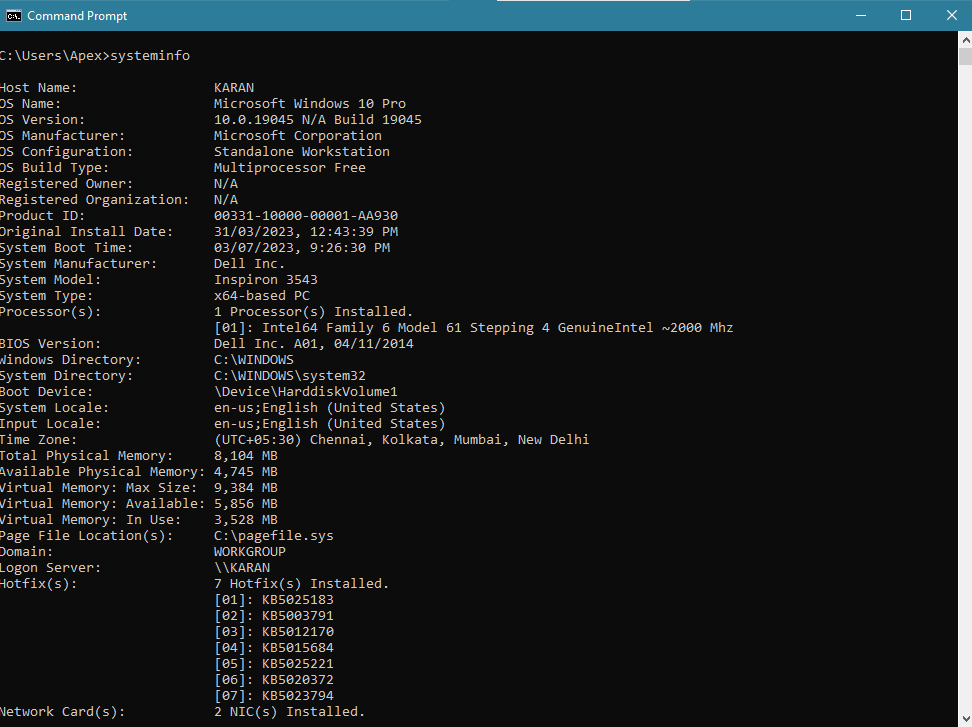 Command Prompt
C:\Users\Apex>systeminfo
Host Name: KARAN
OS Name: Microsoft Windows 10 Pro
OS Version: 10.0.19045 N/A Build 19045
OS Manufacturer: Microsoft Corporation
OS Configuration: Standalone Workstation
OS Build Type: Multiprocessor Free
Registered Owner: N/A
Registered Organization: N/A
Product ID: 00331-10000-00001-AA930
Original Install Date: 31/03/2023, 12:43:39 PM
System Boot Time: 03/07/2023, 9:26:30 PM
System Manufacturer: Dell Inc.
System Model: Inspiron 3543
System Type: x64-based PC
Processor(s): 1 Processor(s) Installed.
[01]: Intel64 Family 6 Model 61 Stepping 4 GenuineIntel ~2000 Mhz
BIOS Version: Dell Inc. A01, 04/11/2014
Windows Directory: C:\WINDOWS
System Directory: C:\WINDOWS\system32
Boot Device: \Device\HarddiskVolume1
System Locale: en-us;English (United States)
Input Locale: en-us;English (United States)
Time Zone: (UTC+05:30) Chennai, Kolkata, Mumbai, New Delhi
Total Physical Memory: 8,104 MB
Available Physical Memory: 4,745 MB
Virtual Memory: Max Size: 9,384 MB
Virtual Memory: Available: 5,856 MB
Virtual Memory: In Use: 3,528 MB
Page File Location(s): C:\pagefile.sys
Domain: WORKGROUP
Logon Server: \\KARAN
Hotfix(s): 7 Hotfix(s) Installed.
[01]: KB5025183
[02]: KB5003791
[03]: KB5012170
[04]: KB5015684
[05]: KB5025221
[06]: KB5020372
[07]: KB5023794
Network Card(s): 2 NIC(s) Installed.